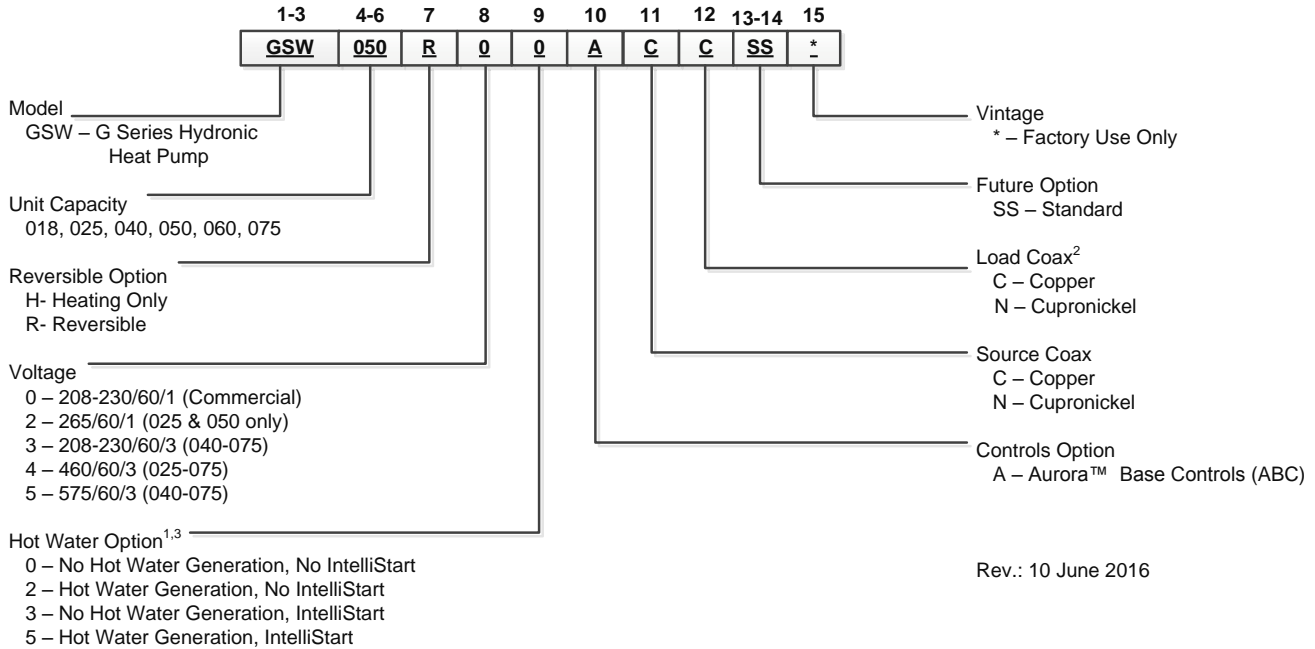 1-3 4-6 7 8 9 10 11 12 13-14 15
GSW 050 R 0 0 A C C SS *
Model
GSW – G Series Hydronic
Heat Pump
Unit Capacity
018, 025, 040, 050, 060, 075
Reversible Option
H- Heating Only
R- Reversible
Voltage
0 – 208-230/60/1 (Commercial)
2 – 265/60/1 (025 & 050 only)
3 – 208-230/60/3 (040-075)
4 – 460/60/3 (025-075)
5 – 575/60/3 (040-075)
Hot Water Option1,3
0 – No Hot Water Generation, No IntelliStart
2 – Hot Water Generation, No IntelliStart
3 – No Hot Water Generation, IntelliStart
5 – Hot Water Generation, IntelliStart
Vintage
* – Factory Use Only
Future Option
SS – Standard
Load Coax2
C – Copper
N – Cupronickel
Source Coax
C – Copper
N – Cupronickel
Controls Option
A – Aurora™ Base Controls (ABC)
Rev.: 10 June 2016